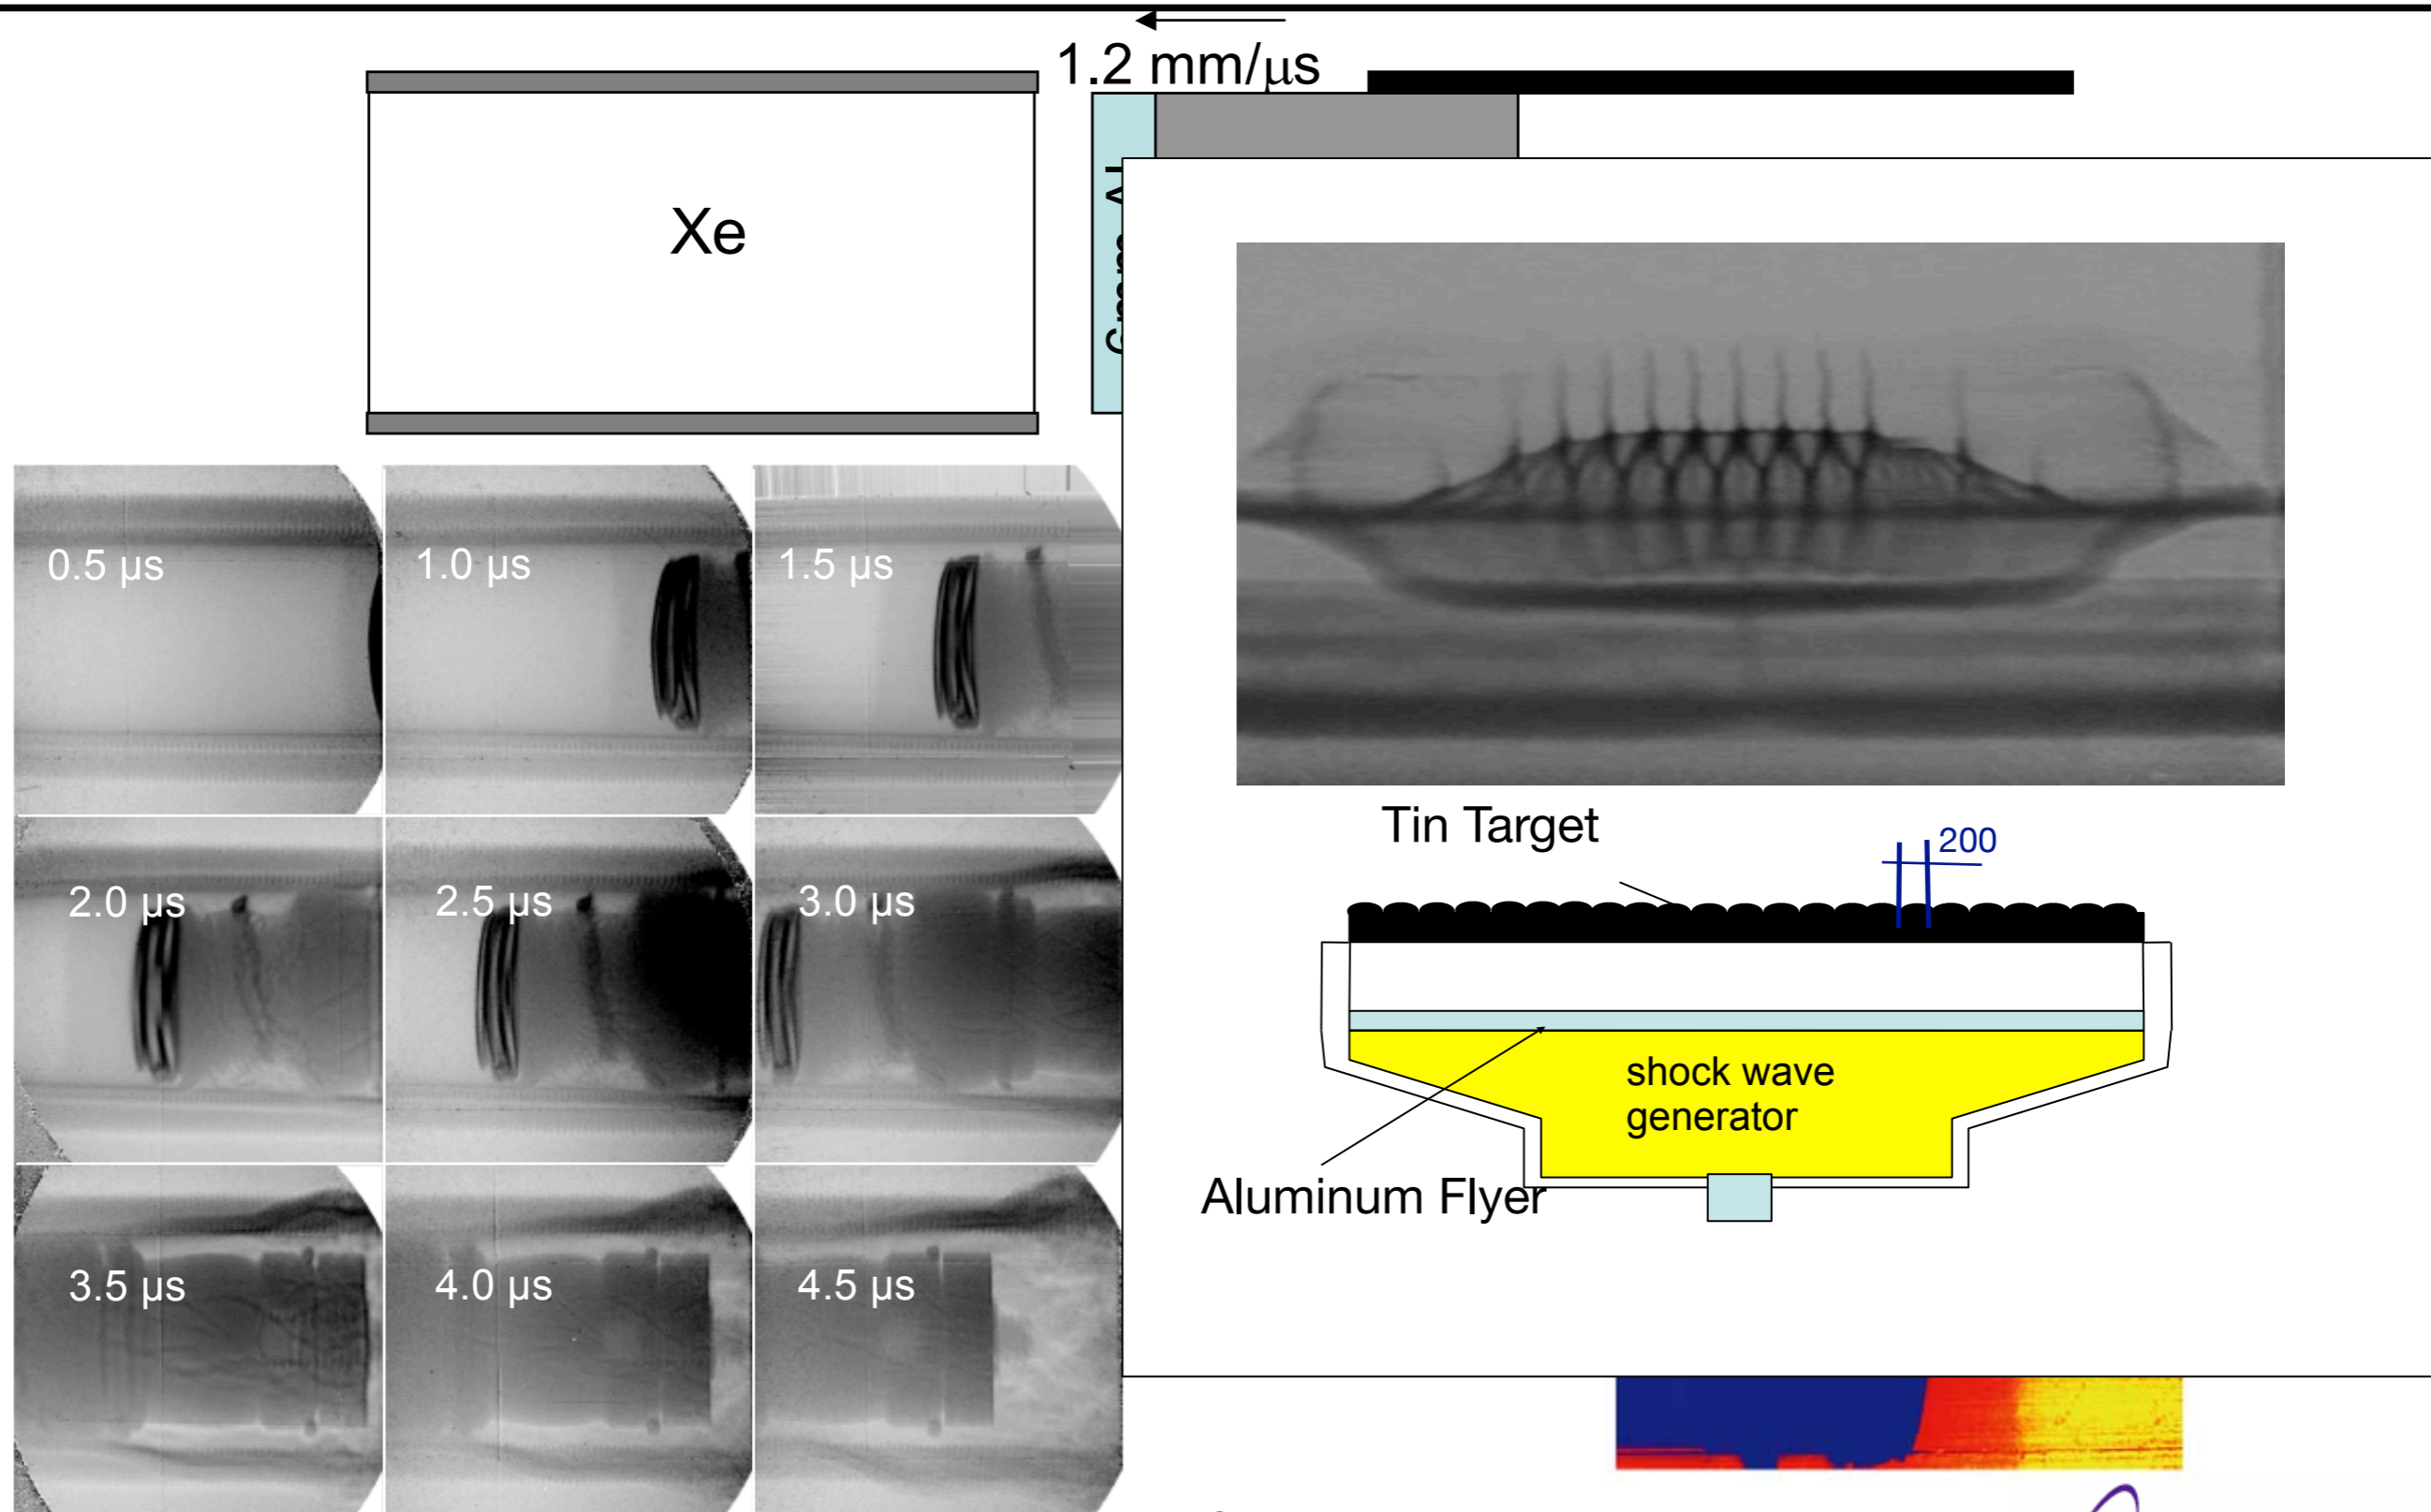 1.2 mm/μs
Xe
0.5 µs
1.0 µs
1.5 µs
2.0 µs
2.5 µs
3.0 µs
3.5 µs
4.0 µs
4.5 µs
Tin Target
200
shock wave
generator
Aluminum Flyer